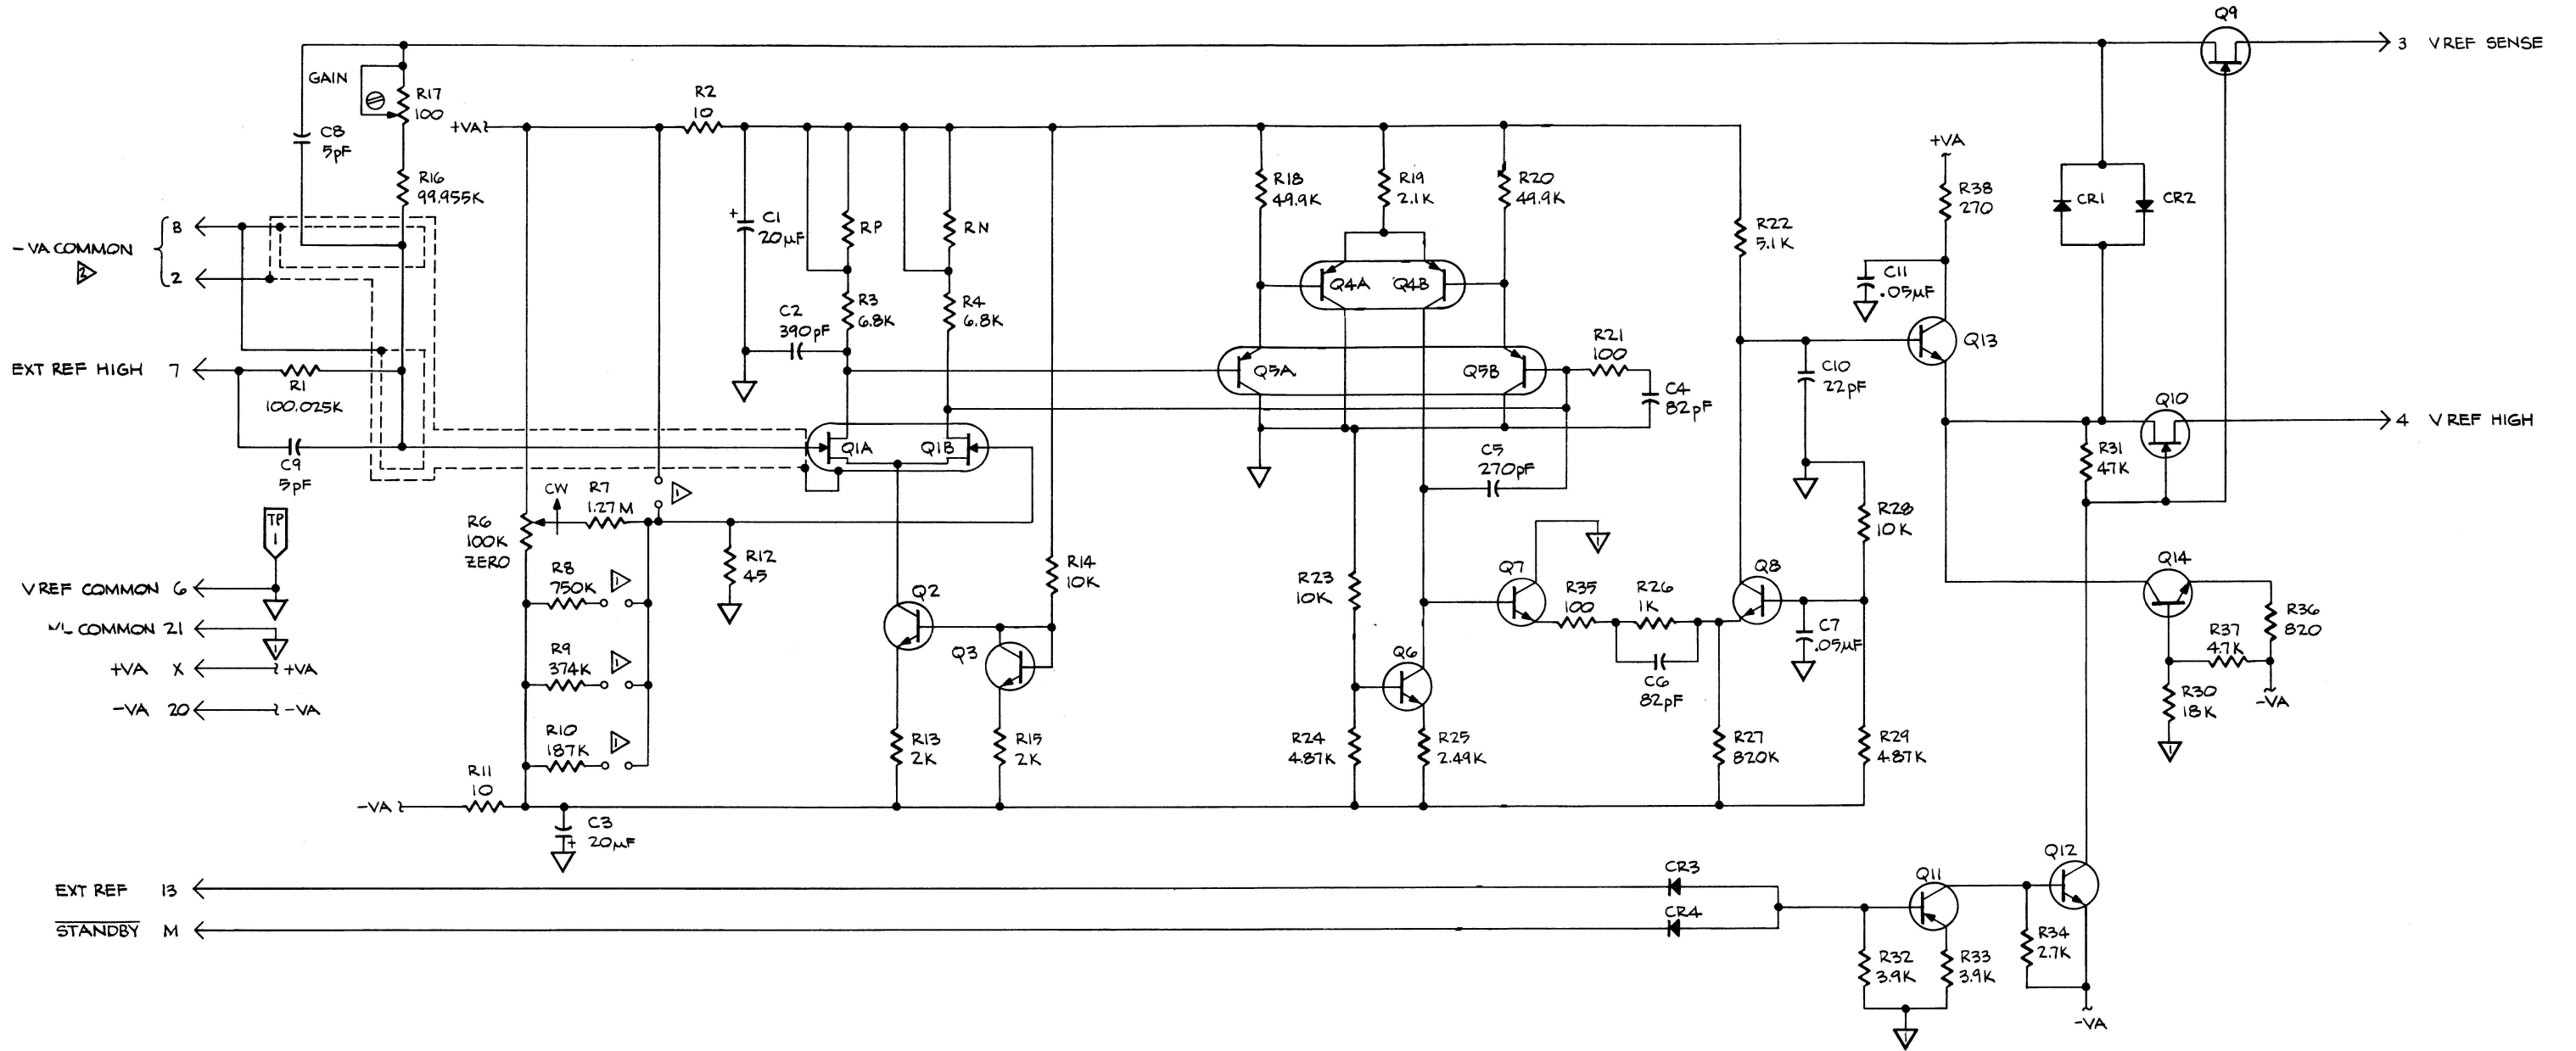 Q9
3 V REF SENSE
GAIN
R17
100
C8
5pF
R16
99.955K
+VA
R2
10
C1
20µF
+
RP
RN
C2
390pF
R3
6.8K
R4
6.8K
R18
49.9K
R19
2.1K
R20
49.9K
Q4A
Q4B
Q5A
Q5B
R21
100
C4
82pF
R22
5.1K
+VA
R38
270
C11
.05µF
Q13
C10
22pF
CR1
CR2
Q10
4 V REF HIGH
R31
47K
-VA COMMON
8
2
2
EXT REF HIGH 7
R1
100.025K
C9
5pF
Q1A
Q1B
C5
270pF
TP
1
V REF COMMON 6
COMMON 21
+VA X
+VA
-VA 20
-VA
CW
R6
100K
ZERO
R7
1.27M
1
R8
750K
1
R9
374K
1
R10
187K
1
R12
45
R11
10
-VA
C3
20µF
+
Q2
Q3
R14
10K
R13
2K
R15
2K
R23
10K
R24
4.87K
Q6
R25
2.49K
Q7
R35
100
R26
1K
C6
82pF
Q8
R27
820K
C7
.05µF
R28
10K
R29
4.87K
Q14
R36
820
R37
4.7K
R30
18K
-VA
EXT REF 13
STANDBY M
CR3
CR4
Q11
Q12
R32
3.9K
R33
3.9K
R34
2.7K
-VA